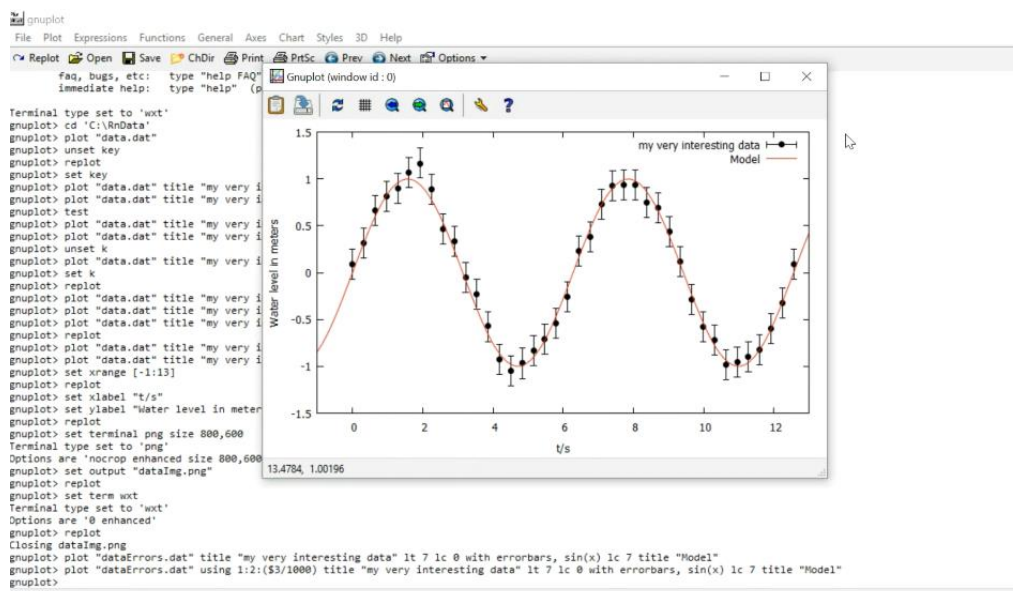 gnuplot
File Plot Expressions Functions General Axes Chart Styles 3D Help
Replot Open Save ChDir Print PrtSc Prev Next Options
faq, bugs, etc: type "help FAQ"
immediate help: type "help" (p
Terminal type set to 'wxt'
gnuplot> cd 'C:\RnData'
gnuplot> plot "data.dat"
gnuplot> unset key
gnuplot> replot
gnuplot> set key
gnuplot> plot "data.dat" title "my very i
gnuplot> plot "data.dat" title "my very i
gnuplot> test
gnuplot> plot "data.dat" title "my very i
gnuplot> plot "data.dat" title "my very i
gnuplot> unset k
gnuplot> plot "data.dat" title "my very i
gnuplot> set k
gnuplot> replot
gnuplot> plot "data.dat" title "my very i
gnuplot> plot "data.dat" title "my very i
gnuplot> plot "data.dat" title "my very i
gnuplot> replot
gnuplot> plot "data.dat" title "my very i
gnuplot> plot "data.dat" title "my very i
gnuplot> set xrange [-1:13]
gnuplot> replot
gnuplot> set xlabel "t/s"
gnuplot> set ylabel "Water level in meter
gnuplot> replot
gnuplot> set terminal png size 800,600
Terminal type set to 'png'
Options are 'nocrop enhanced size 800,600
gnuplot> set output "dataImg.png"
gnuplot> replot
gnuplot> set term wxt
Terminal type set to 'wxt'
Options are '0 enhanced'
gnuplot> replot
Closing dataImg.png
gnuplot> plot "dataErrors.dat" title "my very interesting data" lt 7 lc 0 with errorbars, sin(x) lc 7 title "Model"
gnuplot> plot "dataErrors.dat" using 1:2:($3/1000) title "my very interesting data" lt 7 lc 0 with errorbars, sin(x) lc 7 title "Model"
gnuplot>
Gnuplot (window id : 0)
my very interesting data
Model
1.5
1
0.5
0
-0.5
-1
-1.5
Water level in meters
0 2 4 6 8 10 12
t/s
13.4784, 1.00196